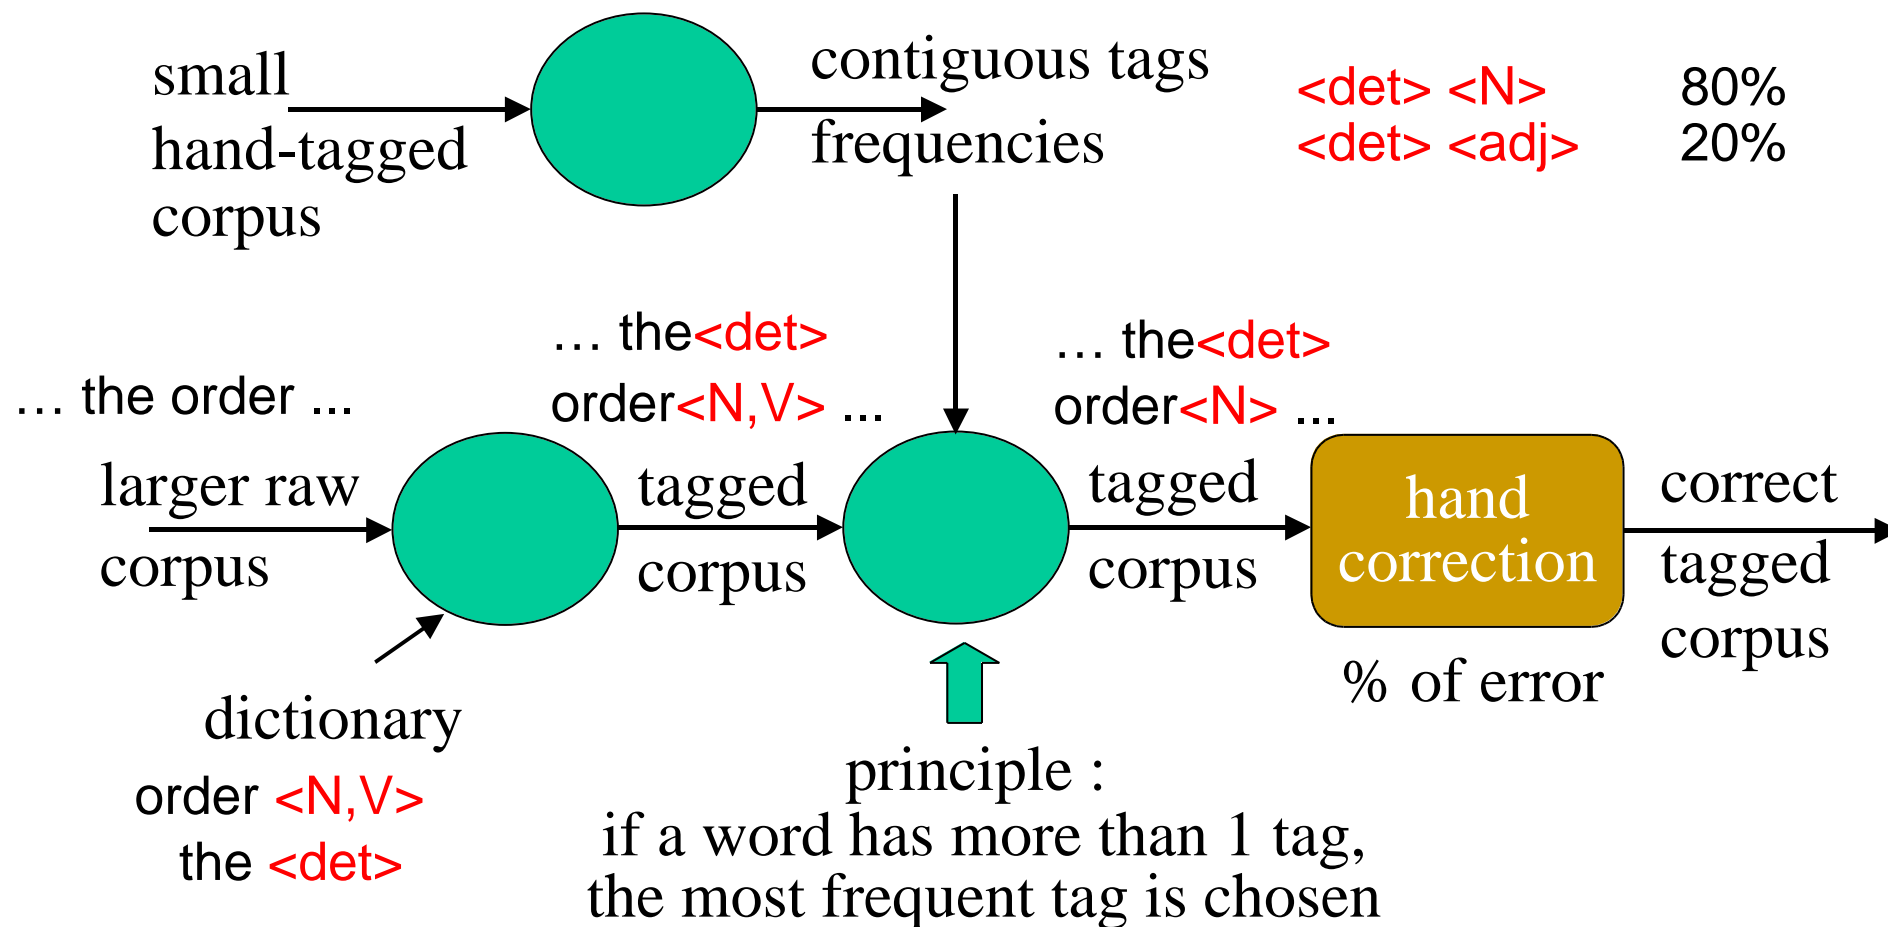 small
hand-tagged
corpus
contiguous tags
frequencies
<det> <N> 80%
<det> <adj> 20%
… the order ...
… the<det>
order<N,V> ...
… the<det>
order<N> ...
larger raw
corpus
tagged
corpus
tagged
corpus
hand
correction
correct
tagged
corpus
% of error
dictionary
order <N,V>
the <det>
principle :
if a word has more than 1 tag,
the most frequent tag is chosen